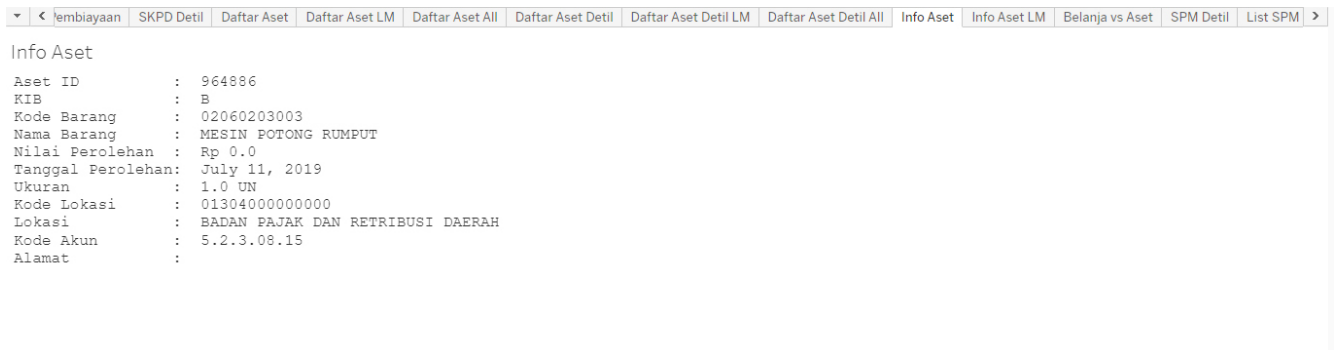 Pembiayaan SKPD Detil Daftar Aset Daftar Aset LM Daftar Aset All Daftar Aset Detil Daftar Aset Detil LM Daftar Aset Detil All Info Aset Info Aset LM Belanja vs Aset SPM Detil List SPM
Info Aset
Aset ID : 964886
KIB : B
Kode Barang : 02060203003
Nama Barang : MESIN POTONG RUMPUT
Nilai Perolehan : Rp 0.0
Tanggal Perolehan: July 11, 2019
Ukuran : 1.0 UN
Kode Lokasi : 01304000000000
Lokasi : BADAN PAJAK DAN RETRIBUSI DAERAH
Kode Akun : 5.2.3.08.15
Alamat :